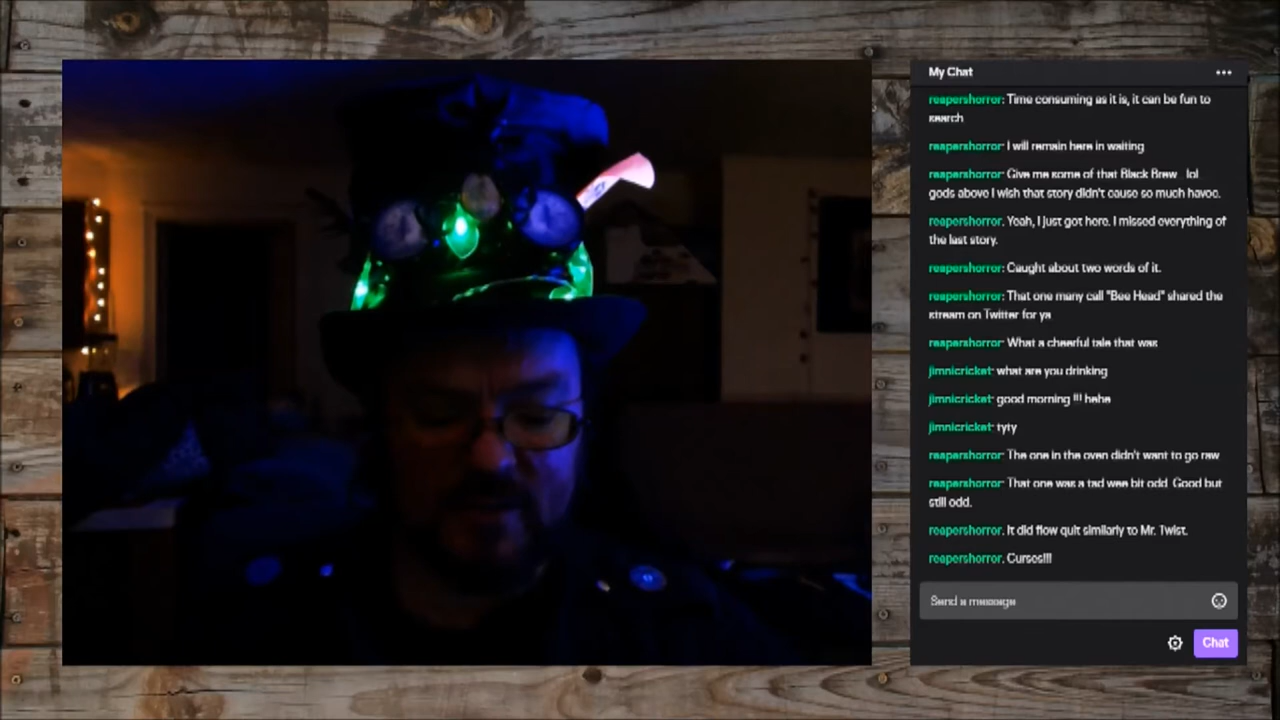 My Chat
reapershorror: Time consuming as it is, it can be fun to
search
reapershorror: I will remain here in waiting
reapershorror: Give me some of that Black Brew.. lol
gods above I wish that story didn't cause so much havoc.
reapershorror: Yeah, I just got here. I missed everything of
the last story.
reapershorror: Caught about two words of it.
reapershorror: That one many call "Bee Head" shared the
stream on Twitter for ya
reapershorror: What a cheerful tale that was
jimnicricket: what are you drinking
jimnicricket: good morning !!! hehe
jimnicricket: tyty
reapershorror: The one in the oven didn't want to go raw
reapershorror: That one was a tad wee bit odd. Good but
still odd.
reapershorror: It did flow quit similarly to Mr. Twist.
reapershorror: Curses!!!
Send a message
Chat